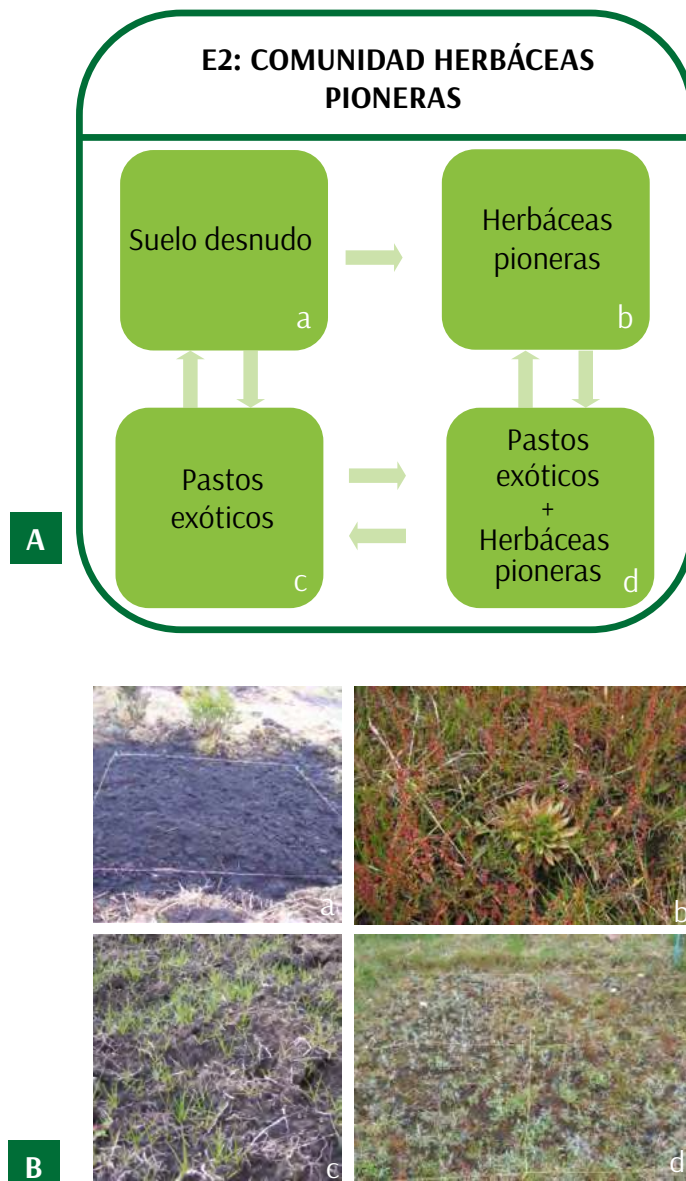 E2: COMUNIDAD HERBÁCEAS
PIONERAS
Suelo desnudo
a
Herbáceas
pioneras
b
Pastos
exóticos
c
Pastos
exóticos
+
Herbáceas
pioneras
d
A
a
b
c
d
B